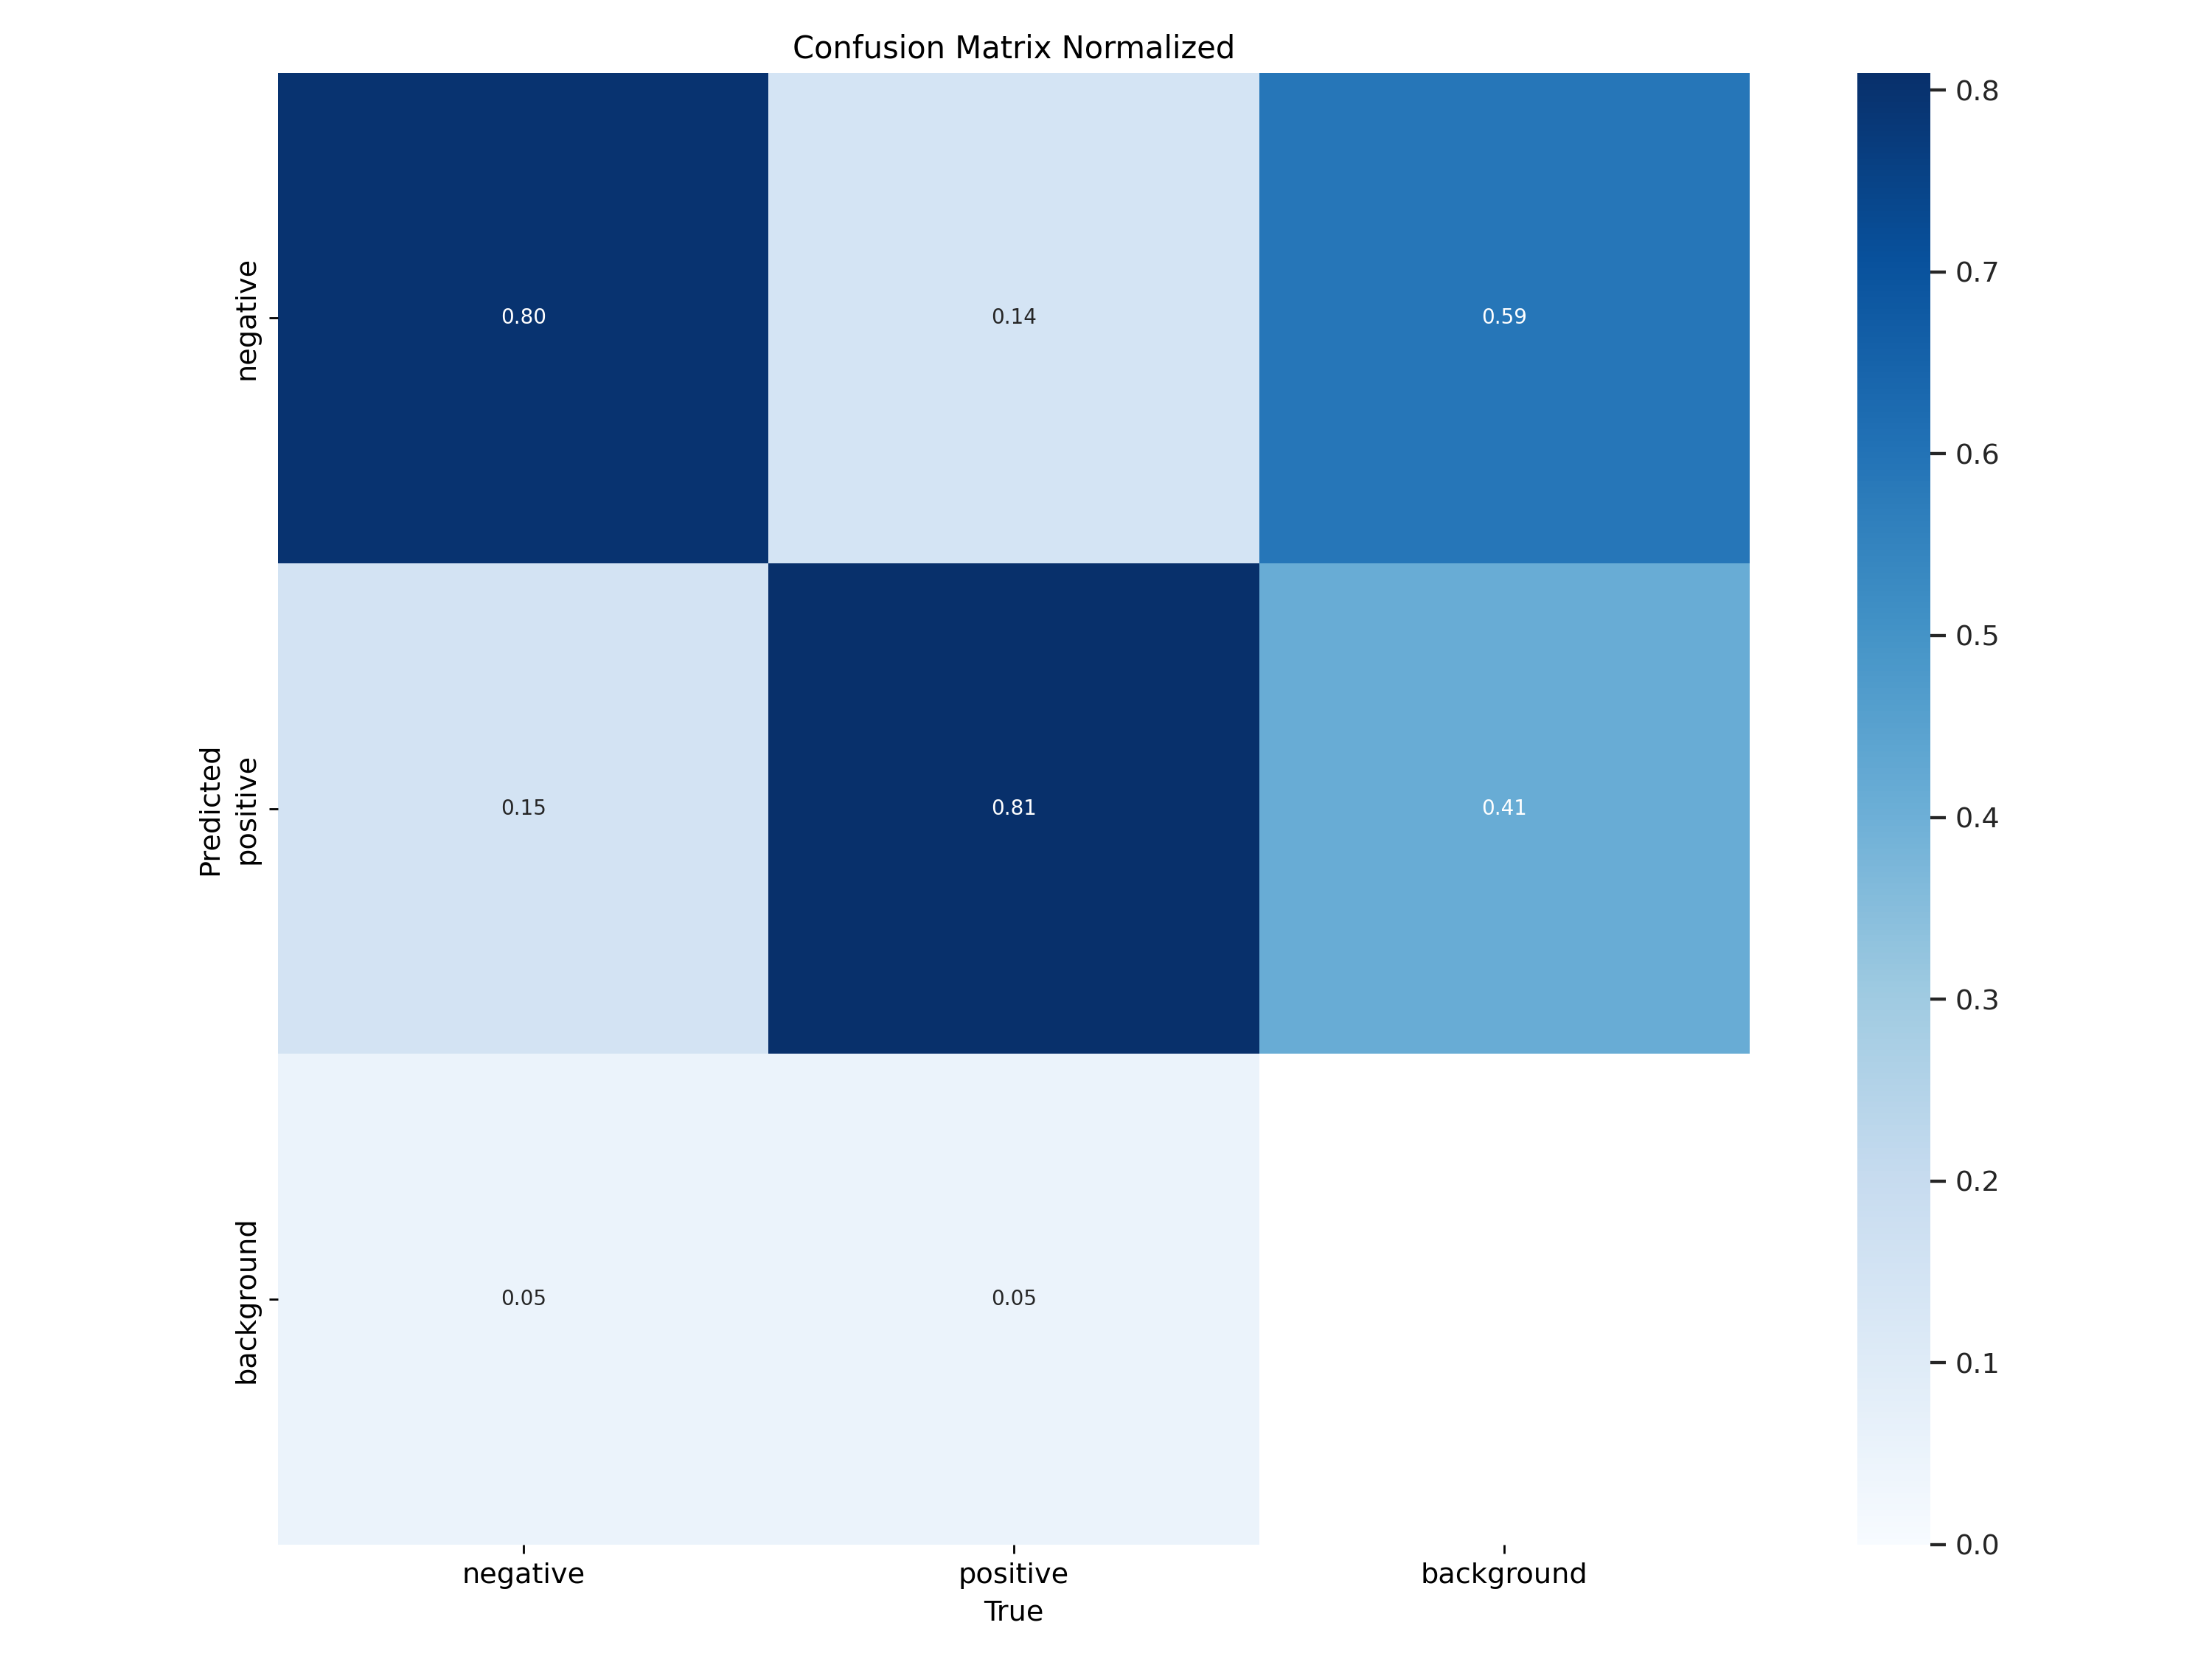 Confusion Matrix Normalized
negative
0.80
0.14
0.59
Predicted
positive
0.15
0.81
0.41
background
0.05
0.05
negative
positive
background
True
0.8
0.7
0.6
0.5
0.4
0.3
0.2
0.1
0.0